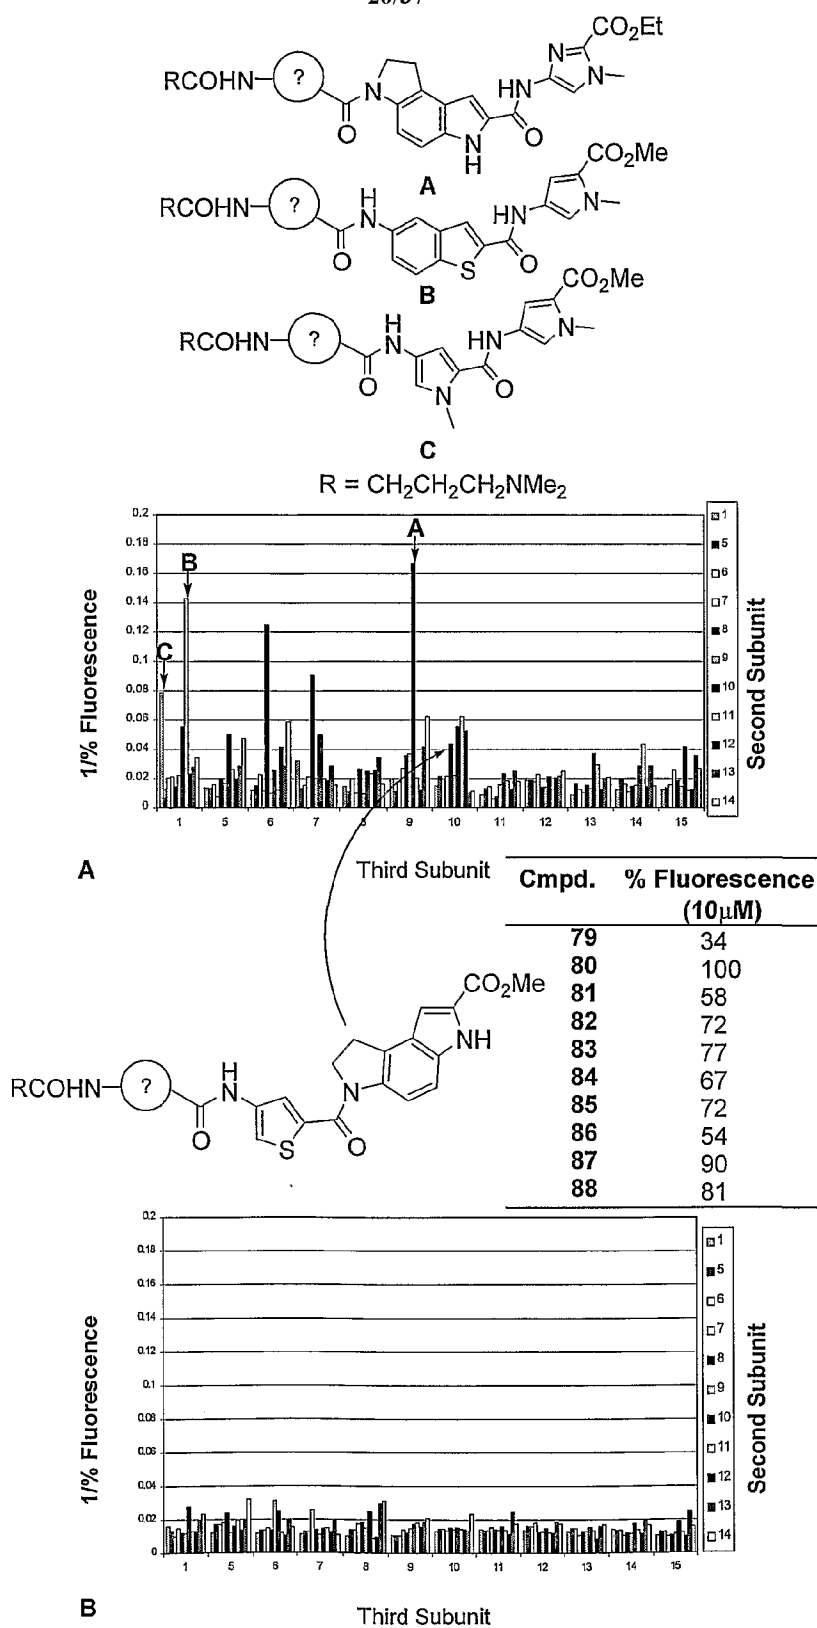 CO₂Et
N
N
HN
RCOHN
?
N
O
O
N
H
A
CO₂Me
H
N
HN
N
RCOHN
?
O
O
S
B
CO₂Me
H
N
HN
N
RCOHN
?
O
O
N
C
R = CH₂CH₂CH₂NMe₂
0.2
0.18
0.16
0.14
0.12
0.1
0.08
0.06
0.04
0.02
0
1/% Fluorescence
C
B
A
1 5 6 7 8 9 10 11 12 13 14 15
Third Subunit
1
5
6
7
8
9
10
11
12
13
14
Second Subunit
A
Cmpd. % Fluorescence
(10μM)
79 34
80 100
81 58
82 72
83 77
84 67
85 72
86 54
87 90
88 81
CO₂Me
NH
RCOHN
?
H
N
N
O
S
O
0.2
0.18
0.16
0.14
0.12
0.1
0.08
0.06
0.04
0.02
0
1/% Fluorescence
1 5 6 7 8 9 10 11 12 13 14 15
1
5
6
7
8
9
10
11
12
13
14
Second Subunit
B
Third Subunit